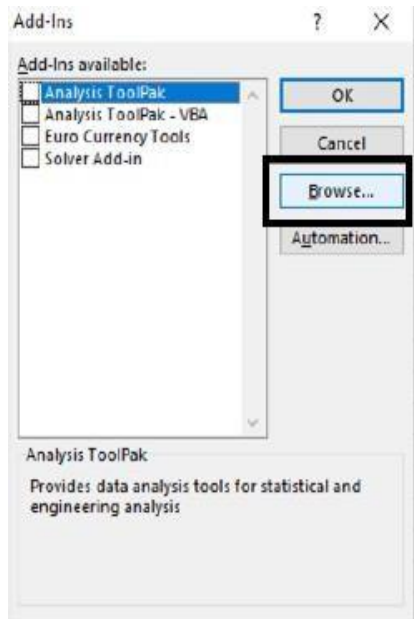 Add-Ins ? ×
Add-Ins available:
Analysis ToolPak
Analysis ToolPak - VBA
Euro Currency Tools
Solver Add-in
OK
Cancel
Browse...
Automation...
Analysis ToolPak
Provides data analysis tools for statistical and
engineering analysis